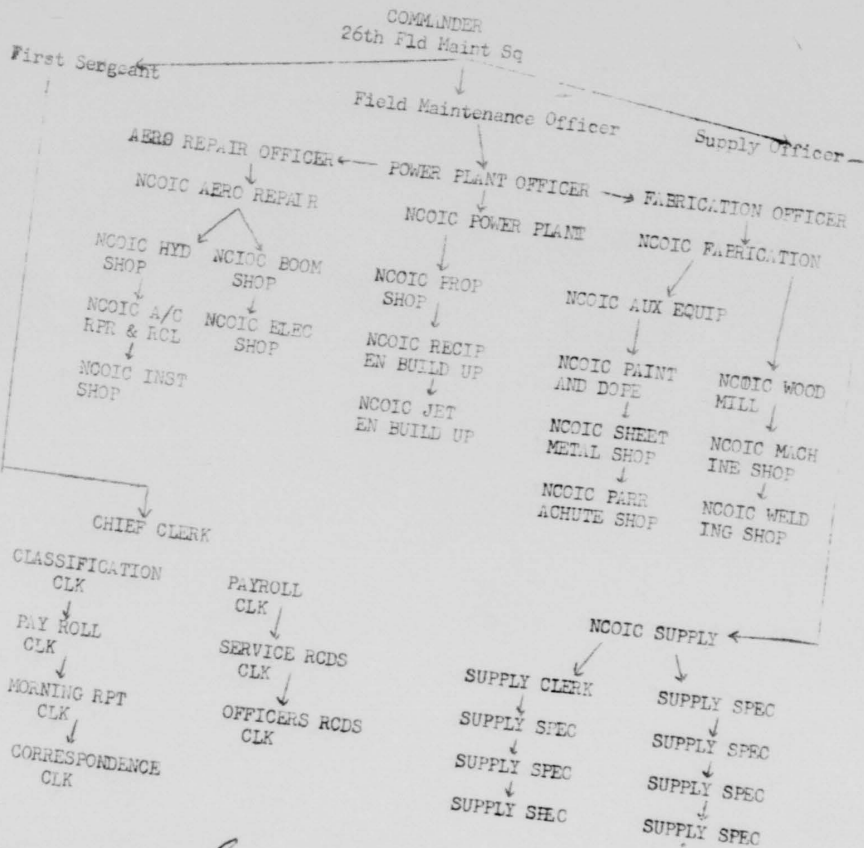 COMMANDER
26th Fld Maint Sq
First Sergeant
Field Maintenance Officer
Supply Officer
AERO REPAIR OFFICER
POWER PLANT OFFICER
FABRICATION OFFICER
NCOIC AERO REPAIR
NCOIC POWER PLANT
NCOIC FABRICATION
NCOIC HYD
SHOP
NCIOC BOOM
SHOP
NCOIC A/C
RPR & RCL
NCOIC ELEC
SHOP
NCOIC INST
SHOP
NCOIC PROP
SHOP
NCOIC RECIP
EN BUILD UP
NCOIC JET
EN BUILD UP
NCOIC AUX EQUIP
NCOIC PAINT
AND DOPE
NCOIC SHEET
METAL SHOP
NCOIC PARR
ACHUTE SHOP
NCOIC WOOD
MILL
NCOIC MACH
INE SHOP
NCOIC WELD
ING SHOP
CHIEF CLERK
CLASSIFICATION
CLK
PAY ROLL
CLK
MORNING RPT
CLK
CORRESPONDENCE
CLK
PAYROLL
CLK
SERVICE RCDS
CLK
OFFICERS RCDS
CLK
NCOIC SUPPLY
SUPPLY CLERK
SUPPLY SPEC
SUPPLY SPEC
SUPPLY SPEC
SUPPLY SPEC
SUPPLY SPEC
SUPPLY SPEC
SUPPLY SPEC